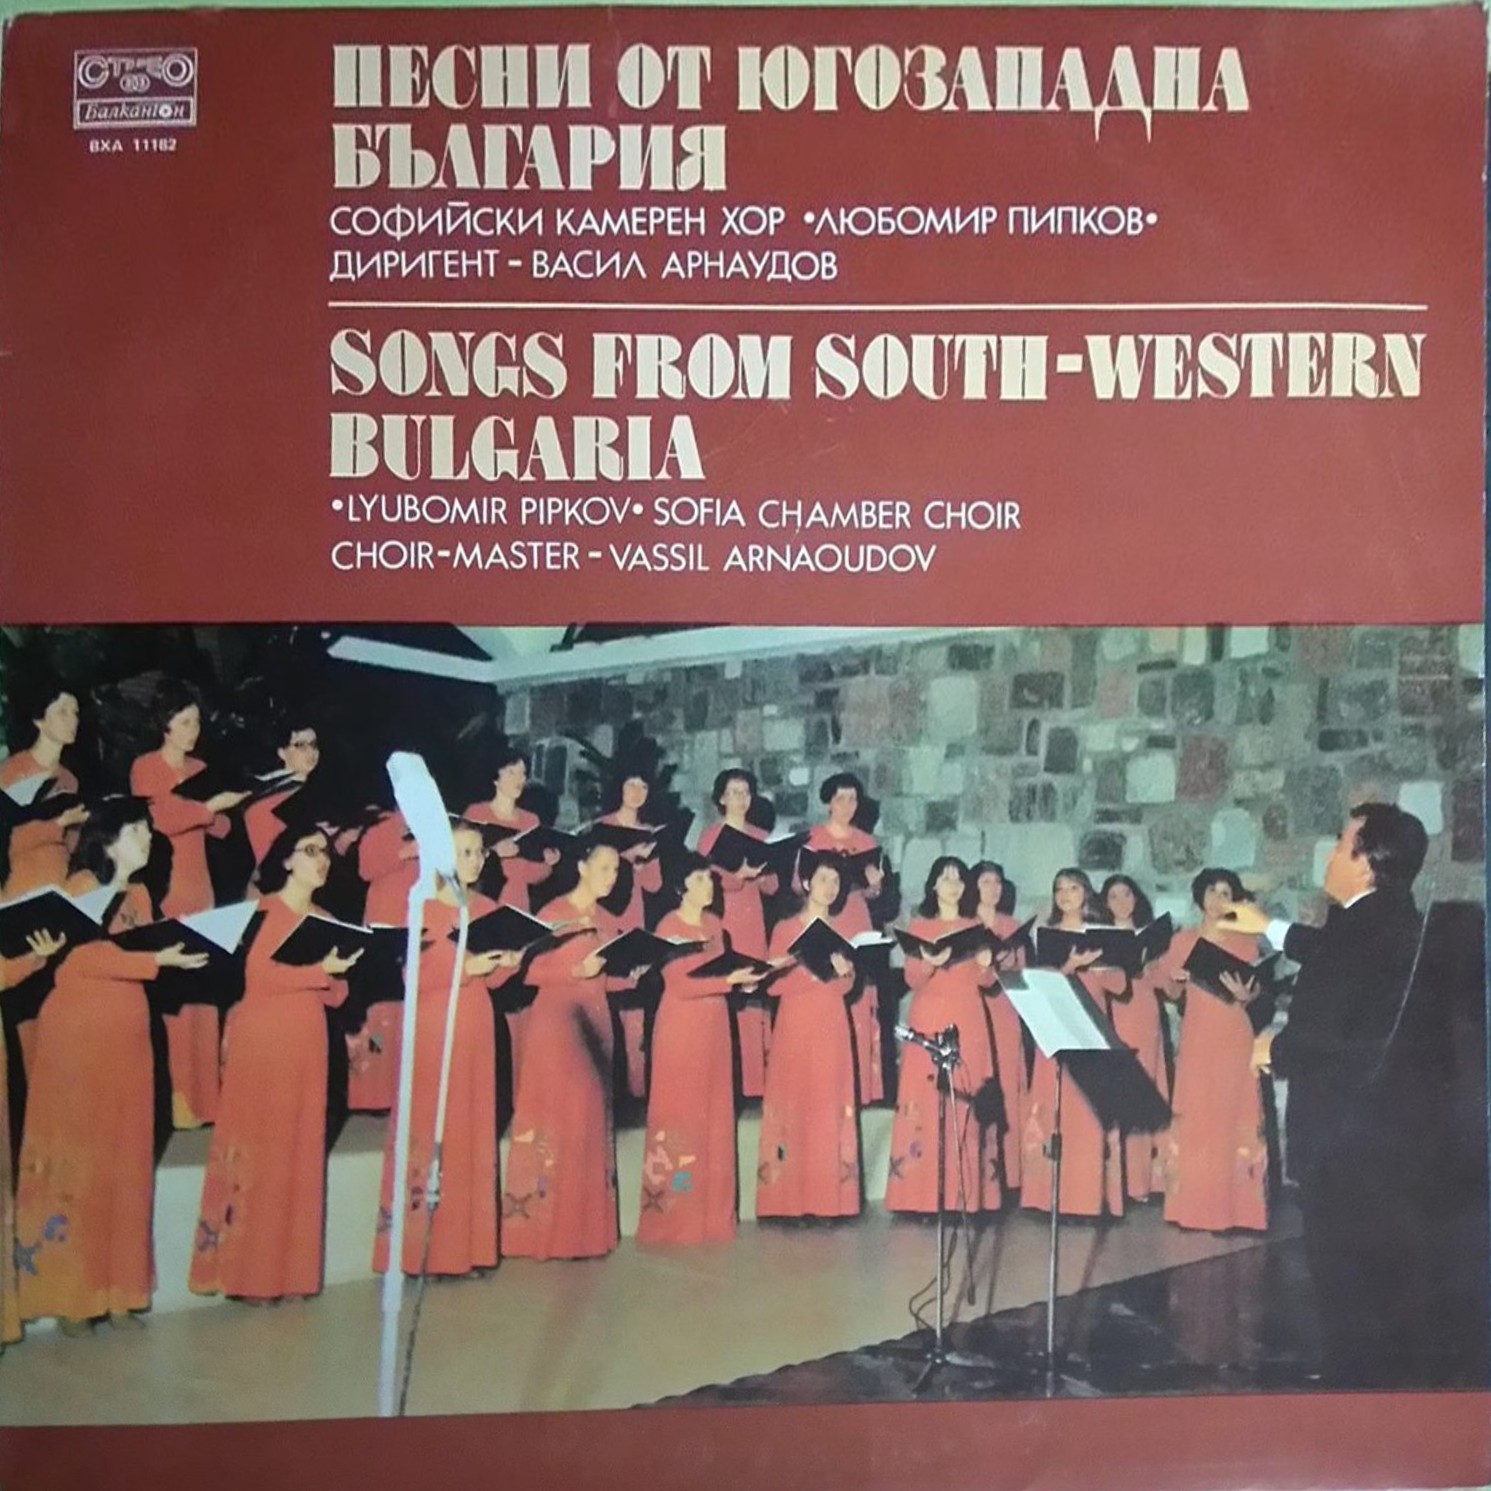 СТЕРЕО
Балкантон
ВХА 11182
ПЕСНИ ОТ ЮГОЗАПАДНА
БЪЛГАРИЯ
СОФИЙСКИ КАМЕРЕН ХОР •ЛЮБОМИР ПИПКОВ•
ДИРИГЕНТ - ВАСИЛ АРНАУДОВ
SONGS FROM SOUTH-WESTERN
BULGARIA
•LYUBOMIR PIPKOV• SOFIA CHAMBER CHOIR
CHOIR-MASTER - VASSIL ARNAOUDOV